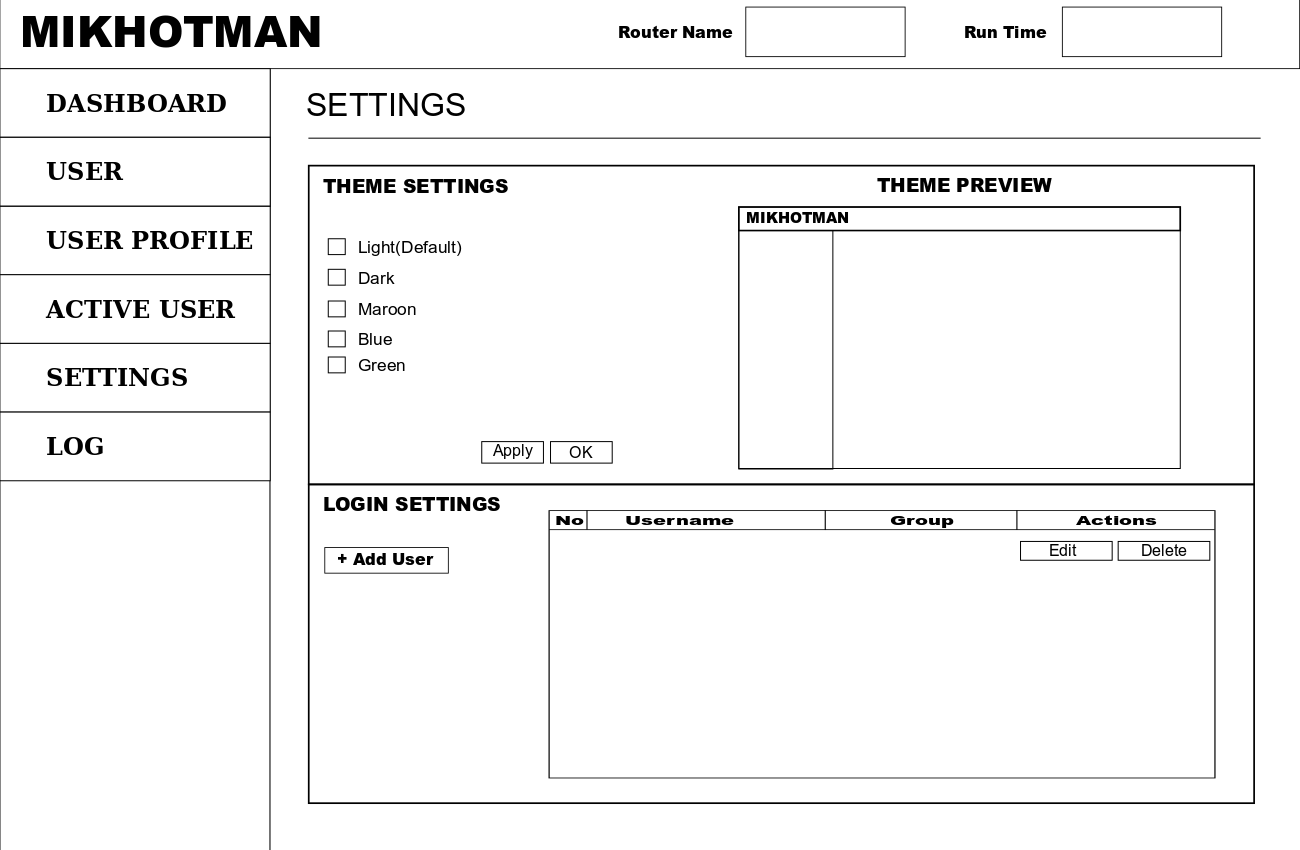 MIKHOTMAN
Router Name
Run Time
DASHBOARD
USER
USER PROFILE
ACTIVE USER
SETTINGS
LOG
SETTINGS
THEME SETTINGS
Light(Default)
Dark
Maroon
Blue
Green
Apply
OK
THEME PREVIEW
MIKHOTMAN
LOGIN SETTINGS
+ Add User
No Username Group Actions
Edit Delete